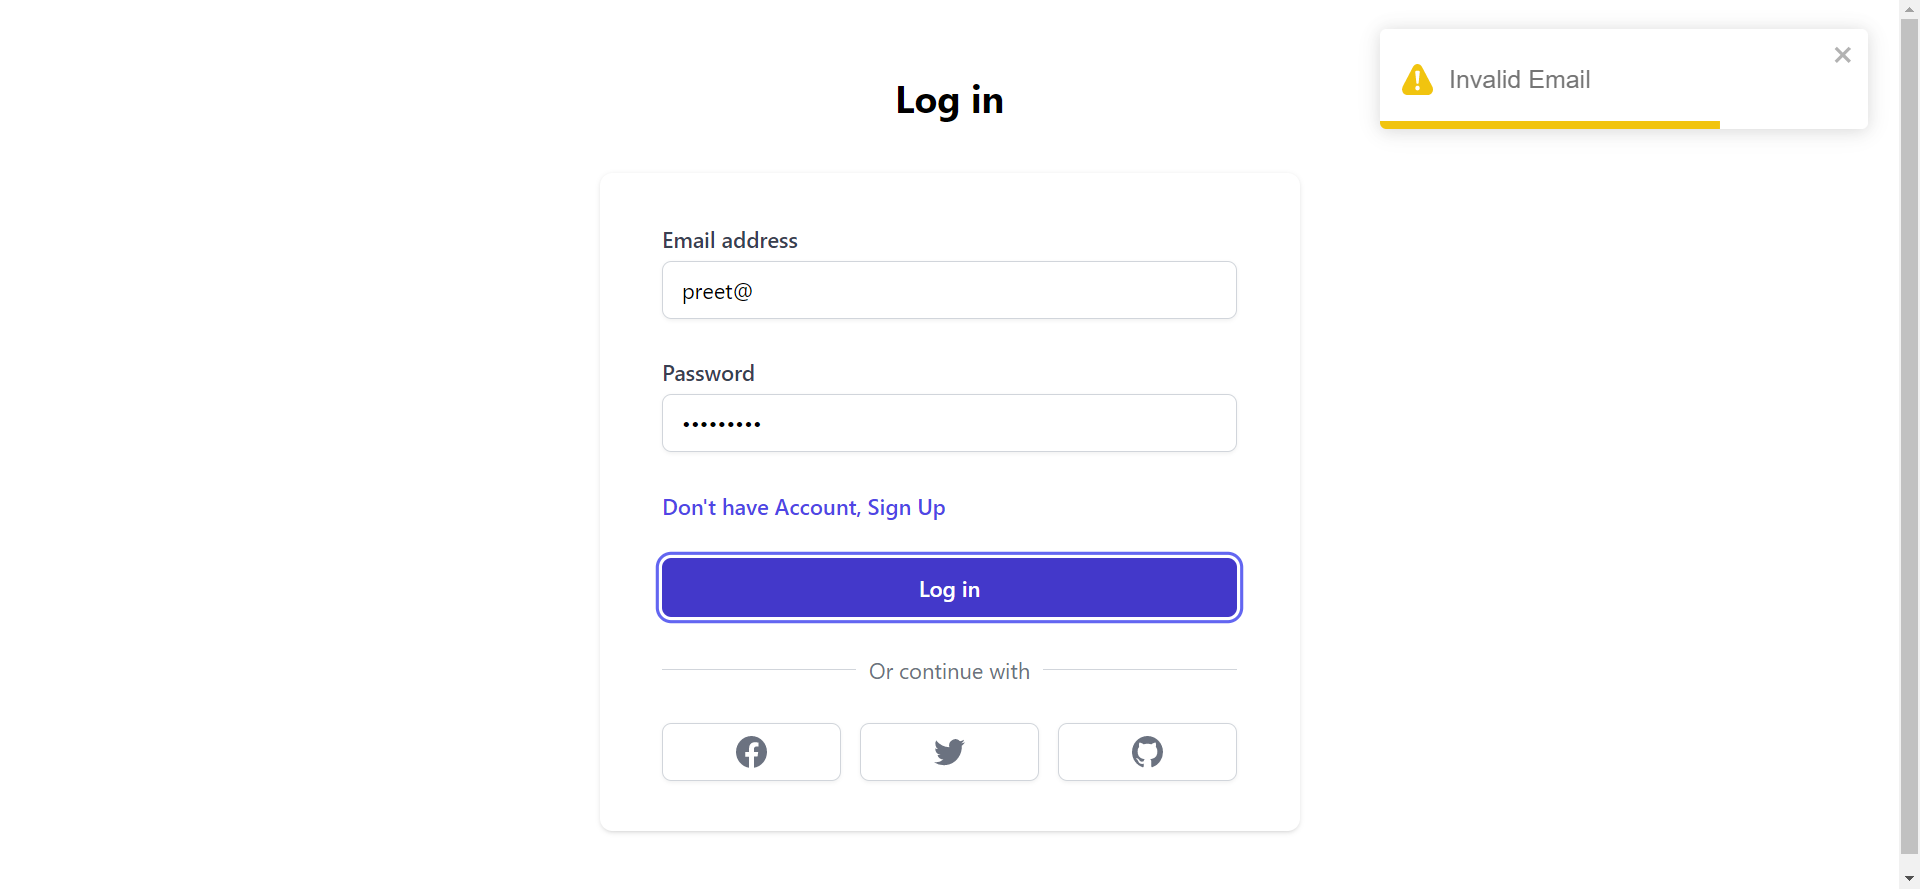 Invalid Email
Log in
Email address
preet@
Password
•••••••••
Don't have Account, Sign Up
Log in
Or continue with